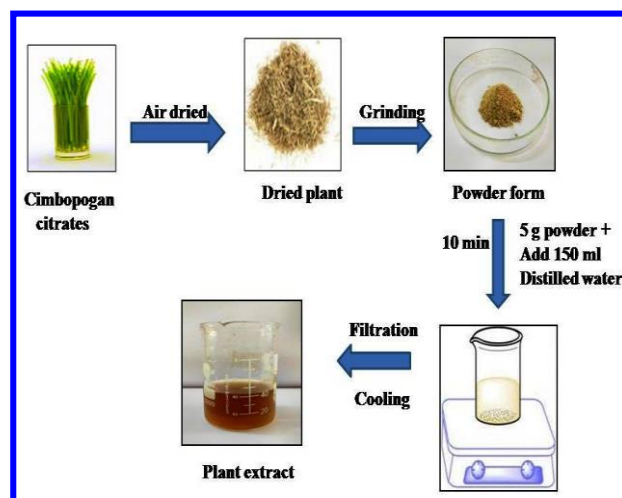 Air dried
Grinding
Cimbopogan
citrates
Dried plant
Powder form
10 min
5 g powder +
Add 150 ml
Distilled water
Filtration
Cooling
Plant extract